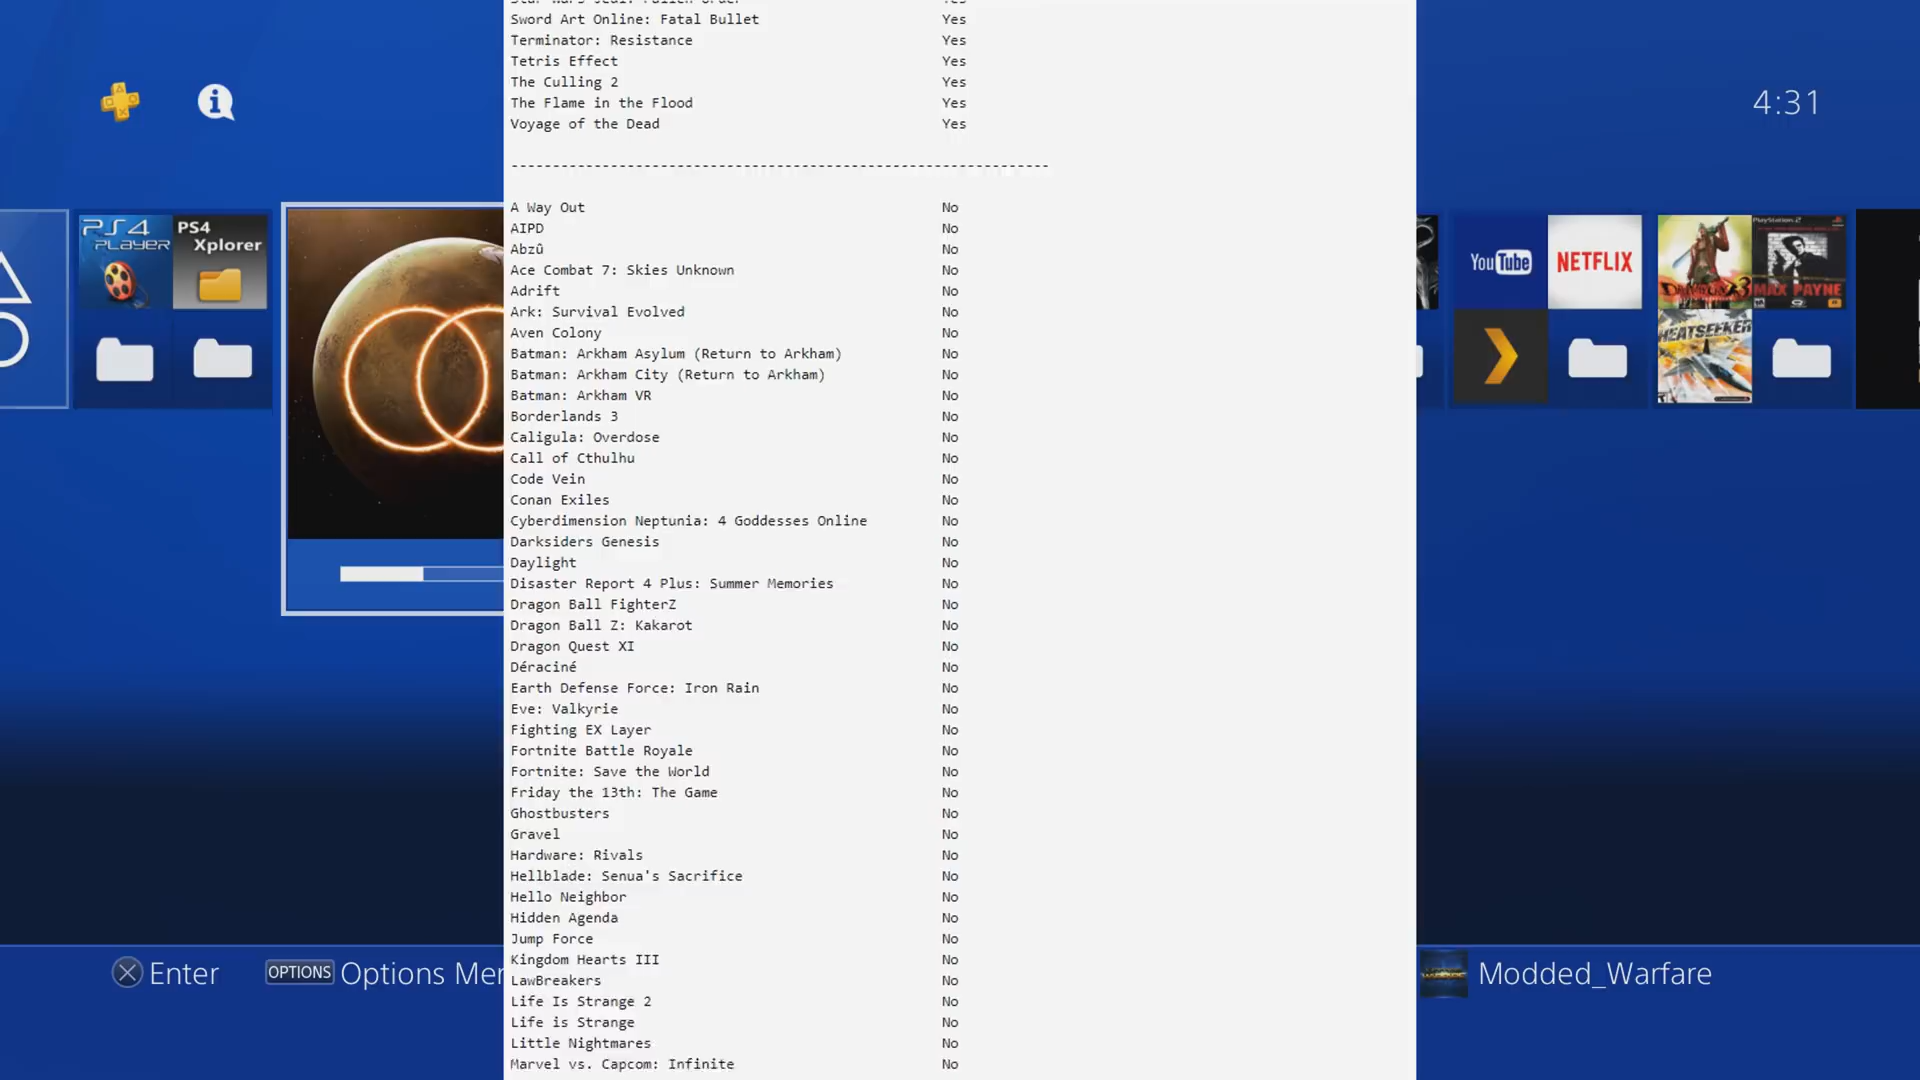 Star Wars Jedi: Fallen Order Yes
Sword Art Online: Fatal Bullet Yes
Terminator: Resistance Yes
Tetris Effect Yes
The Culling 2 Yes
The Flame in the Flood Yes
Voyage of the Dead Yes
-----------------------------------------------------------------
A Way Out No
AIPD No
Abzû No
Ace Combat 7: Skies Unknown No
Adrift No
Ark: Survival Evolved No
Aven Colony No
Batman: Arkham Asylum (Return to Arkham) No
Batman: Arkham City (Return to Arkham) No
Batman: Arkham VR No
Borderlands 3 No
Caligula: Overdose No
Call of Cthulhu No
Code Vein No
Conan Exiles No
Cyberdimension Neptunia: 4 Goddesses Online No
Darksiders Genesis No
Daylight No
Disaster Report 4 Plus: Summer Memories No
Dragon Ball FighterZ No
Dragon Ball Z: Kakarot No
Dragon Quest XI No
Déraciné No
Earth Defense Force: Iron Rain No
Eve: Valkyrie No
Fighting EX Layer No
Fortnite Battle Royale No
Fortnite: Save the World No
Friday the 13th: The Game No
Ghostbusters No
Gravel No
Hardware: Rivals No
Hellblade: Senua's Sacrifice No
Hello Neighbor No
Hidden Agenda No
Jump Force No
Kingdom Hearts III No
LawBreakers No
Life Is Strange 2 No
Life is Strange No
Little Nightmares No
Marvel vs. Capcom: Infinite No
4:31
PS4
PLAYER
PS4
Xplorer
YouTube
NETFLIX
PlayStation 2
MAX PAYNE
HEATSEEKER
Enter
OPTIONS Options Men
Modded_Warfare